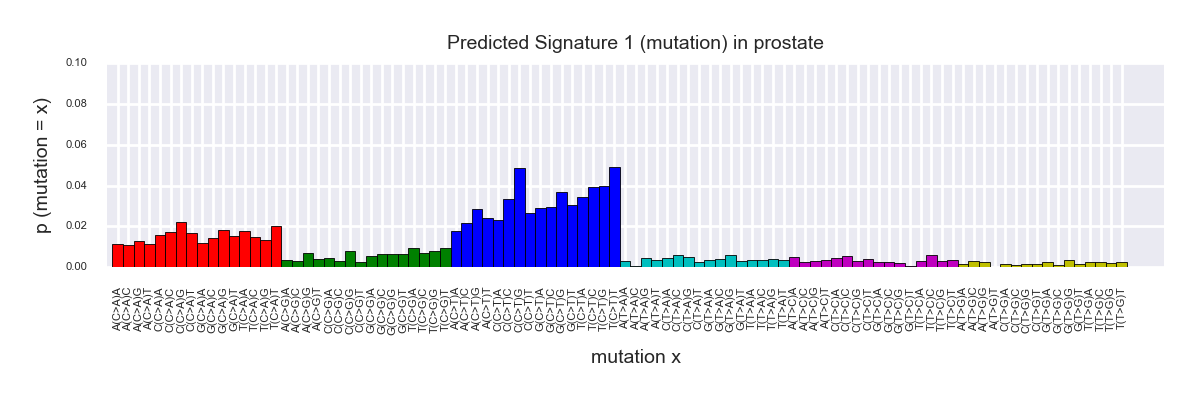 Predicted Signature 1 (mutation) in prostate
p (mutation = x)
0.10
0.08
0.06
0.04
0.02
0.00
A(C>A)A
A(C>A)C
A(C>A)G
A(C>A)T
C(C>A)A
C(C>A)C
C(C>A)G
C(C>A)T
G(C>A)A
G(C>A)C
G(C>A)G
G(C>A)T
T(C>A)A
T(C>A)C
T(C>A)G
T(C>A)T
A(C>G)A
A(C>G)C
A(C>G)G
A(C>G)T
C(C>G)A
C(C>G)C
C(C>G)G
C(C>G)T
G(C>G)A
G(C>G)C
G(C>G)G
G(C>G)T
T(C>G)A
T(C>G)C
T(C>G)G
T(C>G)T
A(C>T)A
A(C>T)C
A(C>T)G
A(C>T)T
C(C>T)A
C(C>T)C
C(C>T)G
C(C>T)T
G(C>T)A
G(C>T)C
G(C>T)G
G(C>T)T
T(C>T)A
T(C>T)C
T(C>T)G
T(C>T)T
A(T>A)A
A(T>A)C
A(T>A)G
A(T>A)T
C(T>A)A
C(T>A)C
C(T>A)G
C(T>A)T
G(T>A)A
G(T>A)C
G(T>A)G
G(T>A)T
T(T>A)A
T(T>A)C
T(T>A)G
T(T>A)T
A(T>C)A
A(T>C)C
A(T>C)G
A(T>C)T
C(T>C)A
C(T>C)C
C(T>C)G
C(T>C)T
G(T>C)A
G(T>C)C
G(T>C)G
G(T>C)T
T(T>C)A
T(T>C)C
T(T>C)G
T(T>C)T
A(T>G)A
A(T>G)C
A(T>G)G
A(T>G)T
C(T>G)A
C(T>G)C
C(T>G)G
C(T>G)T
G(T>G)A
G(T>G)C
G(T>G)G
G(T>G)T
T(T>G)A
T(T>G)C
T(T>G)G
T(T>G)T
mutation x